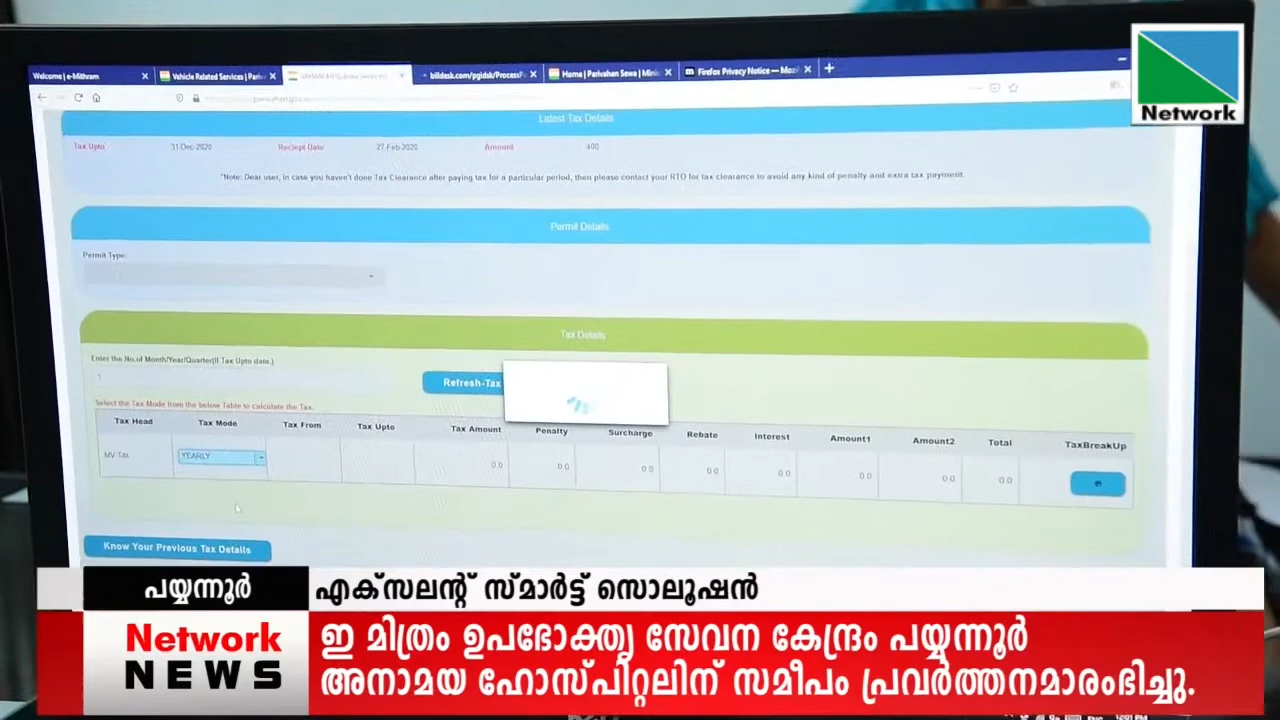 Network
Welcome | e-Mithram
Vehicle Related Services | Pariv
billdesk.com/pgidsk/ProcessP
Home | Parivahan Sewa | Minis
Firefox Privacy Notice — Mozil
Latest Tax Details
Tax Upto 31-Dec-2020 Reciept Date 27-Feb-2020 Amount 400
*Note: Dear user, in case you haven't done Tax Clearance after paying tax for a particular period, then please contact your RTO for tax clearance to avoid any kind of penalty and extra tax payment.
Permit Details
Permit Type:
Tax Details
Enter the No.of Month/Year/Quarter(If Tax Upto date.)
1
Refresh-Tax
Select the Tax Mode from the below Table to calculate the Tax.
Tax Head Tax Mode Tax From Tax Upto Tax Amount Penalty Surcharge Rebate Interest Amount1 Amount2 Total TaxBreakUp
MV Tax YEARLY 0.0 0.0 0.0 0.0 0.0 0.0 0.0 0.0
Know Your Previous Tax Details
പയ്യന്നൂർ
എക്സലന്റ് സ്മാർട്ട് സൊലൂഷൻ
Network
NEWS
ഇ മിത്രം ഉപഭോക്തൃ സേവന കേന്ദ്രം പയ്യന്നൂർ
അനാമയ ഹോസ്പിറ്റലിന് സമീപം പ്രവർത്തനമാരംഭിച്ചു.